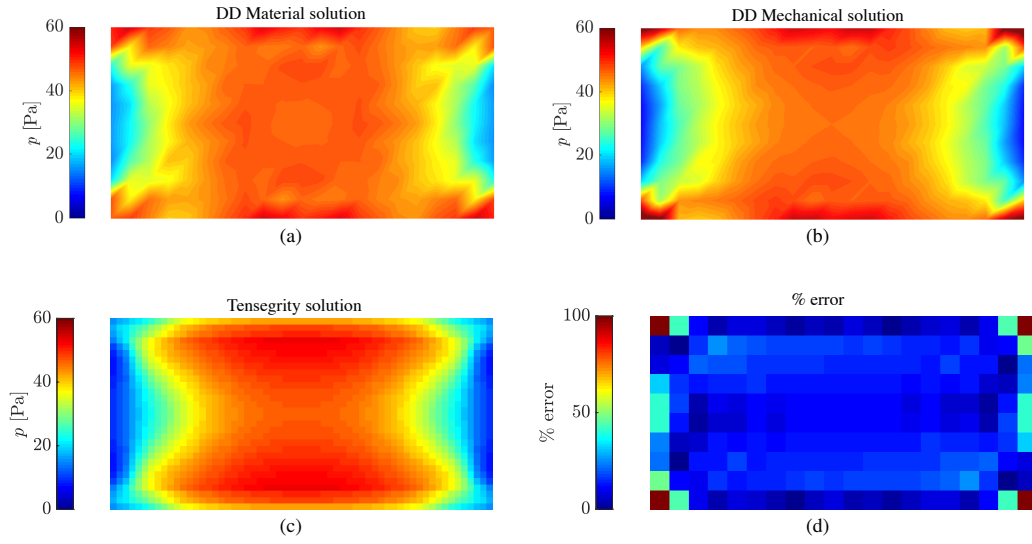 DD Material solution
60
40
20
0
p [Pa]
(a)
DD Mechanical solution
60
40
20
0
p [Pa]
(b)
Tensegrity solution
60
40
20
0
p [Pa]
(c)
% error
100
50
0
% error
(d)